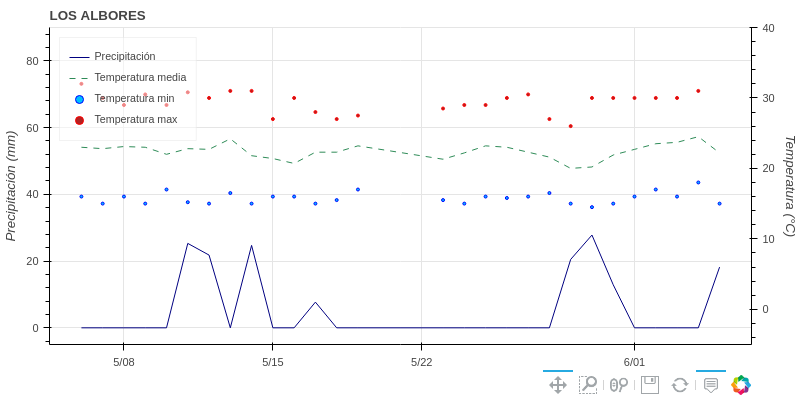 LOS ALBORES
Precipitación
Temperatura media
Temperatura min
Temperatura max
Precipitación (mm)
80
60
40
20
0
Temperatura (°C)
40
30
20
10
0
5/08
5/15
5/22
6/01